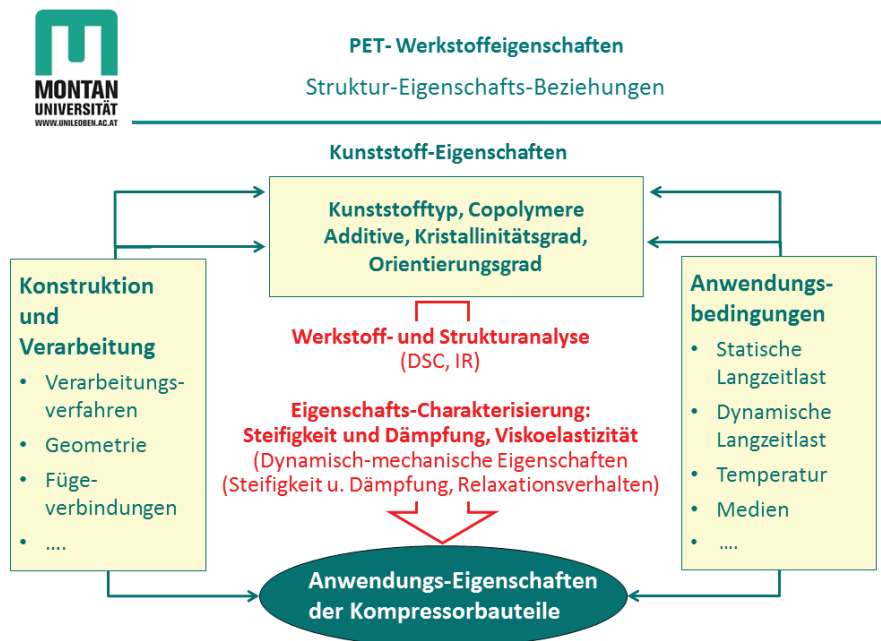 PET- Werkstoffeigenschaften
Struktur-Eigenschafts-Beziehungen
MONTAN
UNIVERSITÄT
WWW.UNILEOBEN.AC.AT
Kunststoff-Eigenschaften
Kunststofftyp, Copolymere
Additive, Kristallinitätsgrad,
Orientierungsgrad
Konstruktion
und
Verarbeitung
• Verarbeitungs-
verfahren
• Geometrie
• Füge-
verbindungen
• ....
Werkstoff- und Strukturanalyse
(DSC, IR)
Eigenschafts-Charakterisierung:
Steifigkeit und Dämpfung, Viskoelastizität
(Dynamisch-mechanische Eigenschaften
(Steifigkeit u. Dämpfung, Relaxationsverhalten)
Anwendungs-
bedingungen
• Statische
Langzeitlast
• Dynamische
Langzeitlast
• Temperatur
• Medien
• ....
Anwendungs-Eigenschaften
der Kompressorbauteile